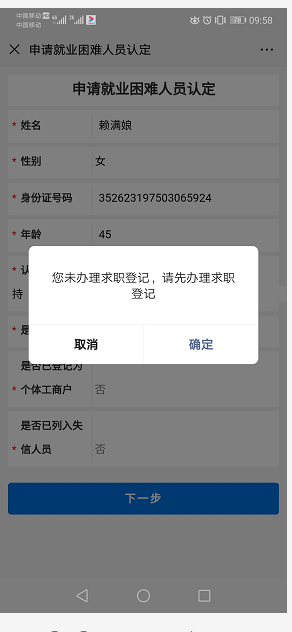 中国移动 HD 4G 2G 76 09:58
中国移动
申请就业困难人员认定
申请就业困难人员认定
* 姓名 赖满娘
* 性别 女
* 身份证号码 352623197503065924
* 年龄 45
* 认
持
您未办理求职登记，请先办理求职
登记
* 是
取消 确定
是否已登记为
* 个体工商户 否
是否已列入失
* 信人员 否
下一步